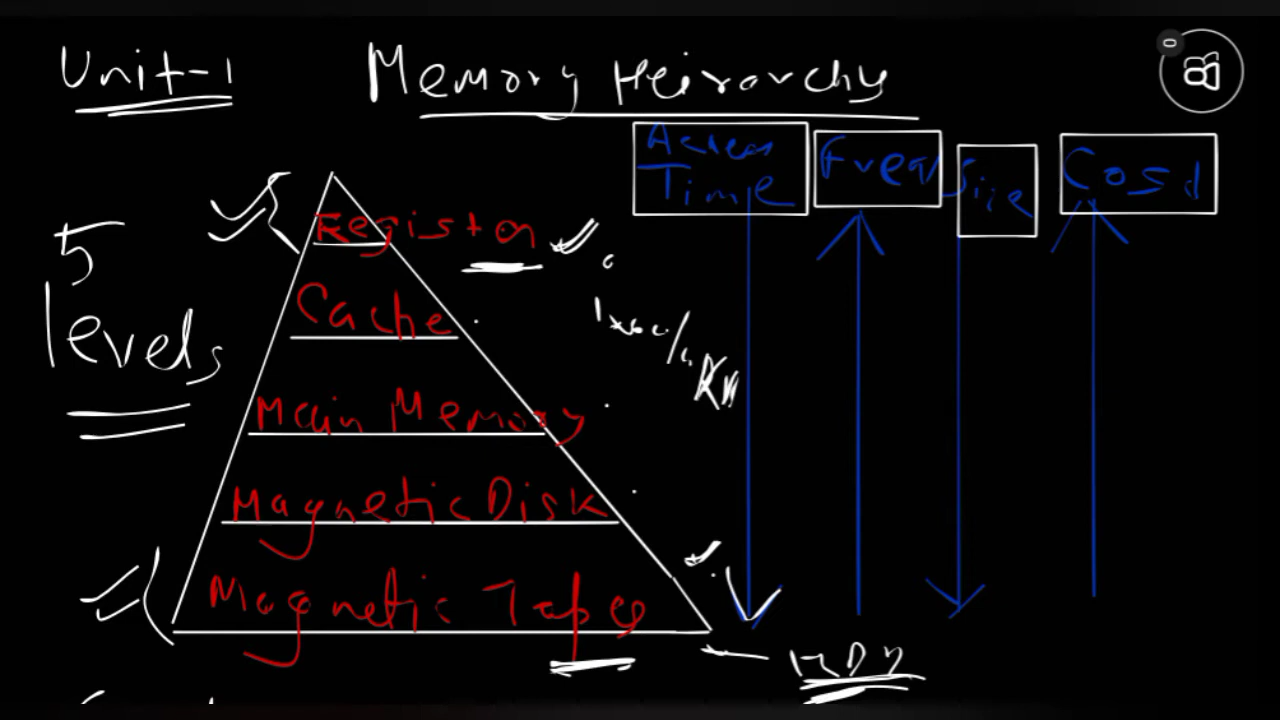 Unit-1
Memory Heirarchy
Access
Time
Freq
Size
Cost
5
levels
Register
Cache
Main Memory
Magnetic Disk
Magnetic Tape
HDD